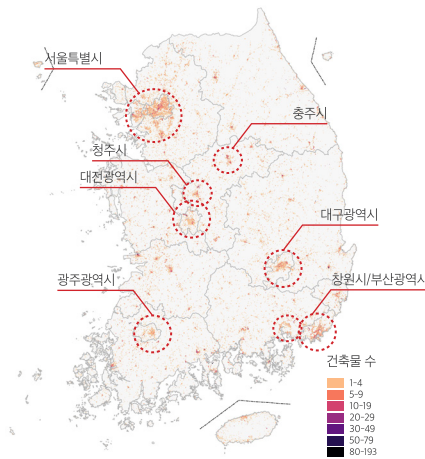 서울특별시
충주시
청주시
대전광역시
대구광역시
광주광역시
창원시/부산광역시
건축물 수
1-4
5-9
10-19
20-29
30-49
50-79
80-193